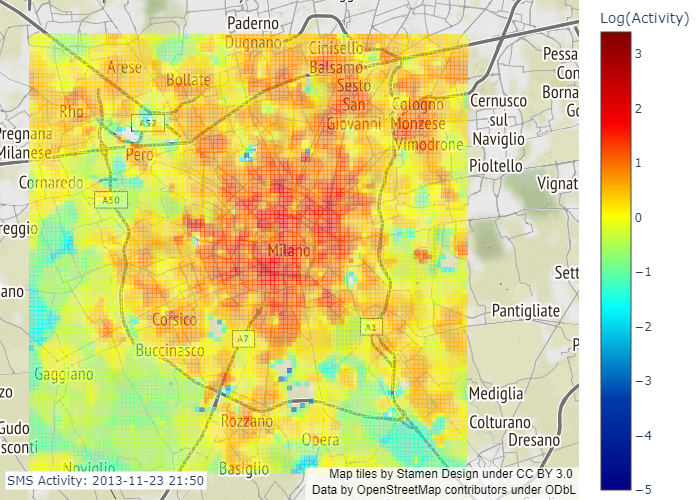 Log(Activity)
Paderno
Dugnano
Cinisello
Balsamo
Arese
Bollate
Sesto
San
Giovanni
Pessa
Con
Borna
Go
Rho
A52
Cologno
Monzese
Vimodrone
Cernusco
sul
Naviglio
Pregnana
Milanese
Pero
Pioltello
Cornaredo
A50
Vignat
reggio
Milano
Sett
ano
Pantigliate
Corsico
A7
A1
Buccinasco
P
Gaggiano
zo
Mediglia
Rozzano
Colturano
Gudo
sconti
Opera
Dresano
Noviglio
Basiglio
SMS Activity: 2013-11-23 21:50
Map tiles by Stamen Design under CC BY 3.0
Data by OpenStreetMap contributors under ODbL
3
2
1
0
−1
−2
−3
−4
−5